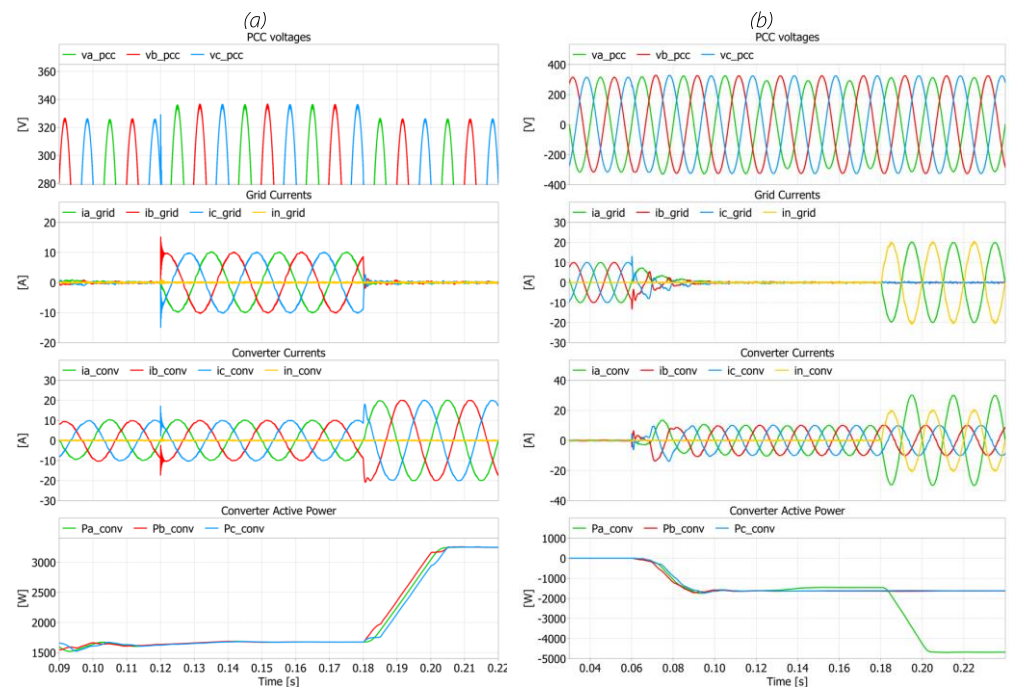 (a)
PCC voltages
va_pcc vb_pcc vc_pcc
360
340
320
300
280
[V]
Grid Currents
ia_grid ib_grid ic_grid in_grid
20
10
0
-10
-20
[A]
Converter Currents
ia_conv ib_conv ic_conv in_conv
30
20
10
0
-10
-20
-30
[A]
Converter Active Power
Pa_conv Pb_conv Pc_conv
3000
2500
2000
1500
[W]
0.09 0.10 0.11 0.12 0.13 0.14 0.15 0.16 0.17 0.18 0.19 0.20 0.21 0.22
Time [s]
(b)
PCC voltages
va_pcc vb_pcc vc_pcc
400
200
0
-200
-400
[V]
Grid Currents
ia_grid ib_grid ic_grid in_grid
30
20
10
0
-10
-20
-30
[A]
Converter Currents
ia_conv ib_conv ic_conv in_conv
40
20
0
-20
-40
[A]
Converter Active Power
Pa_conv Pb_conv Pc_conv
1000
0
-1000
-2000
-3000
-4000
-5000
[W]
0.04 0.06 0.08 0.10 0.12 0.14 0.16 0.18 0.20 0.22
Time [s]